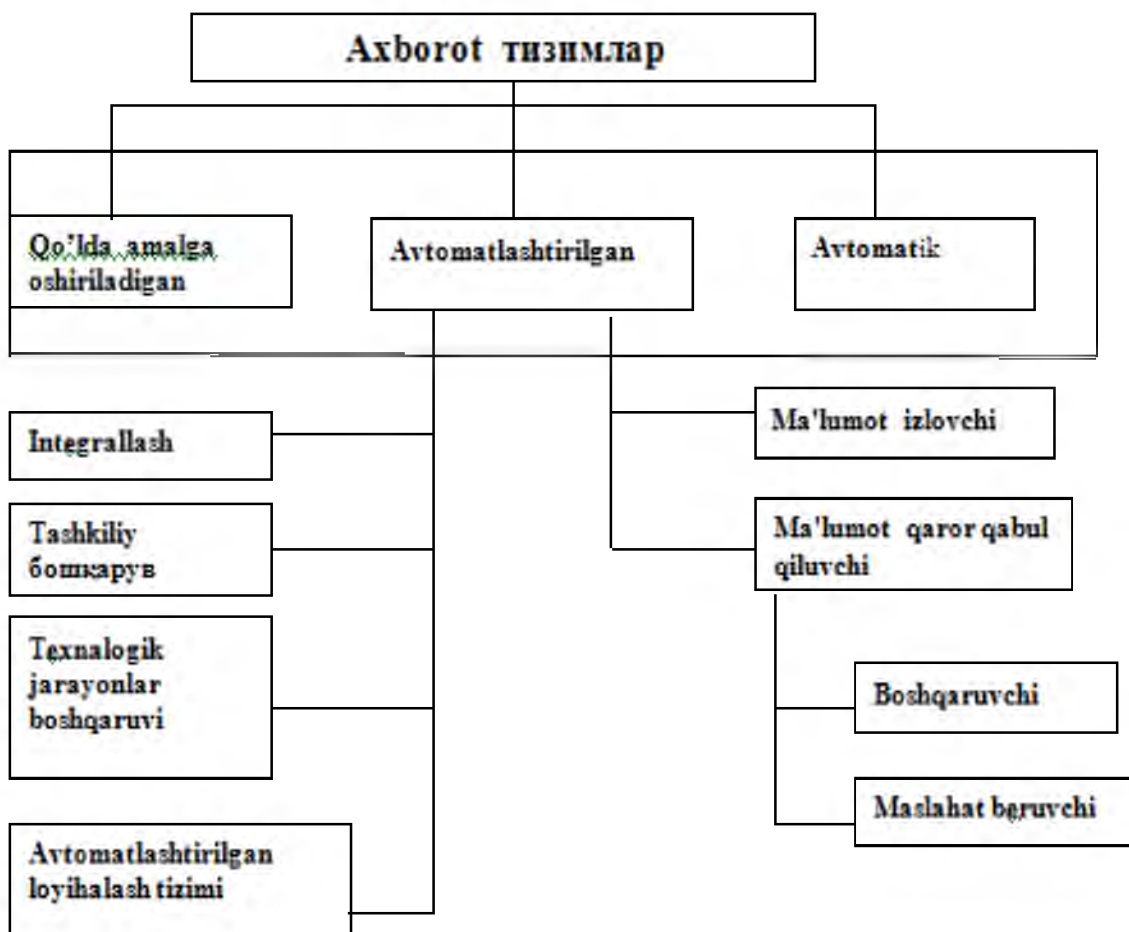 Axborot тизимлар
Qo'lda amalga
oshiriladigan
Avtomatlashtirilgan
Avtomatik
Integrallash
Tashkiliy
бошкарув
Texnalogik
jarayonlar
boshqaruvi
Avtomatlashtirilgan
loyihalash tizimi
Ma'lumot izlovchi
Ma'lumot qaror qabul
qiluvchi
Boshqaruvchi
Maslahat beruvchi